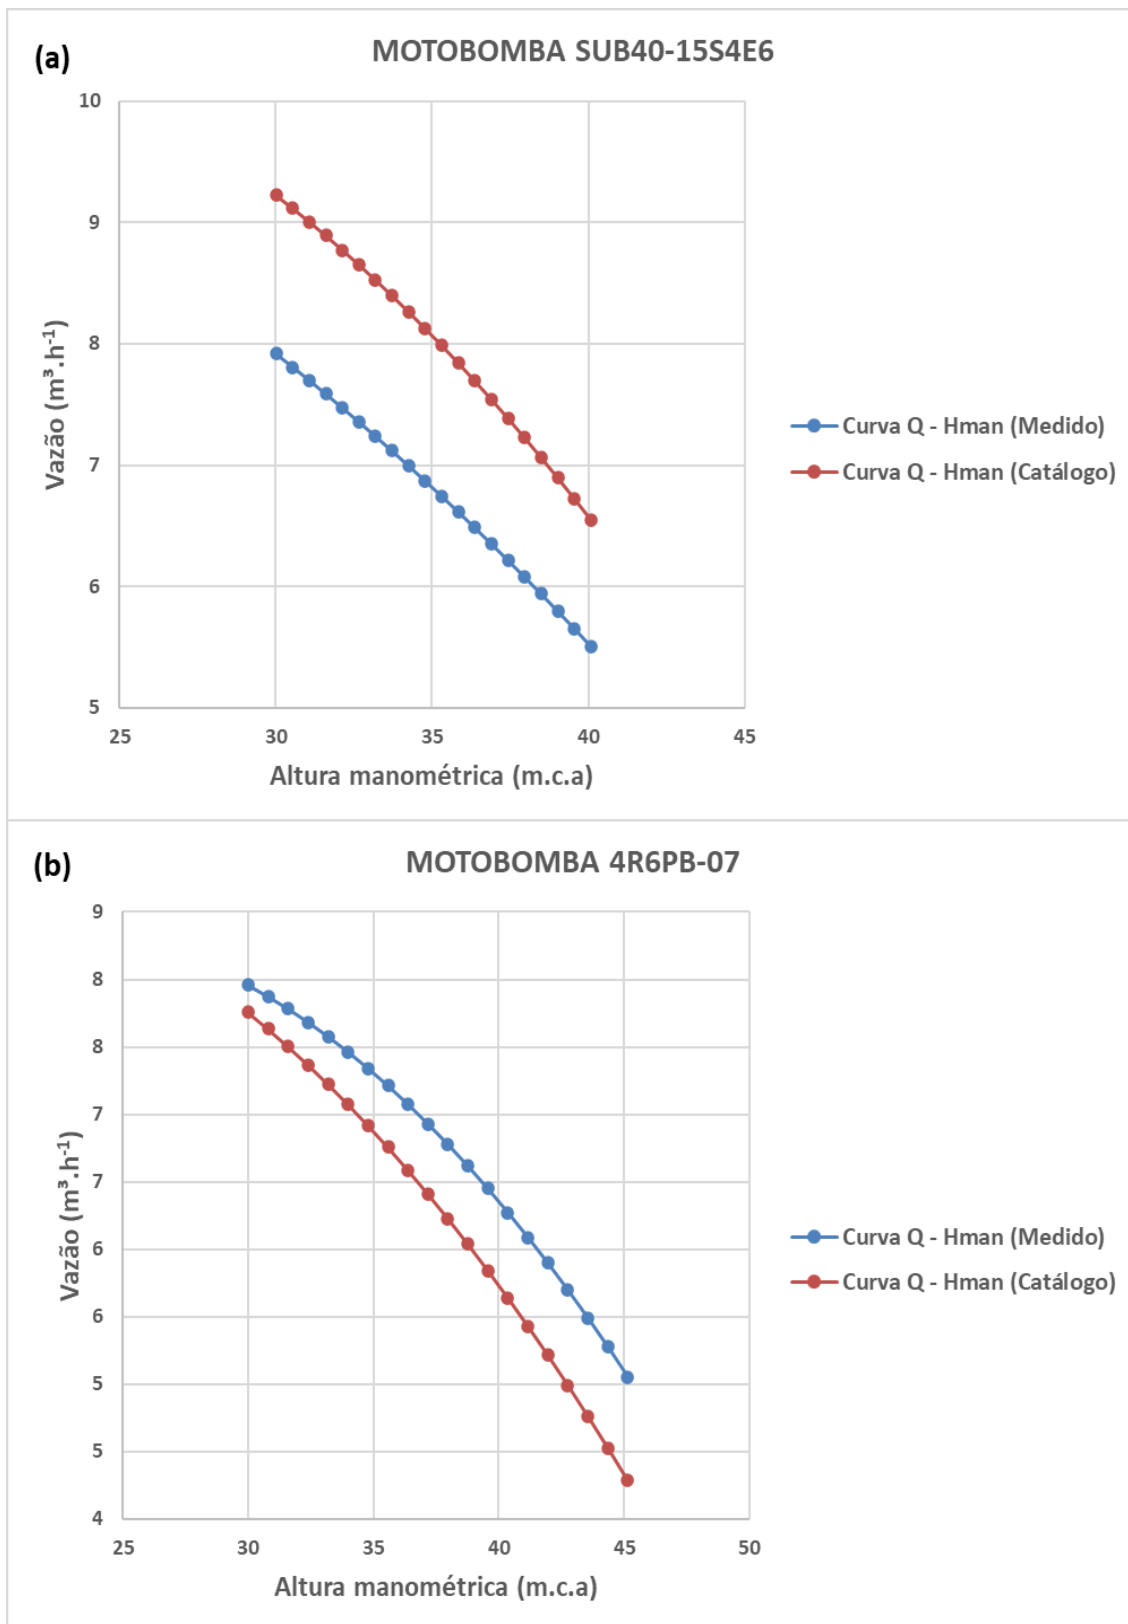 (a)
MOTOBOMBA SUB40-15S4E6
10
9
8
7
6
5
Vazão (m³.h⁻¹)
25 30 35 40 45
Altura manométrica (m.c.a)
Curva Q - Hman (Medido)
Curva Q - Hman (Catálogo)
(b)
MOTOBOMBA 4R6PB-07
9
8
8
7
7
6
6
5
5
4
Vazão (m³.h⁻¹)
25 30 35 40 45 50
Altura manométrica (m.c.a)
Curva Q - Hman (Medido)
Curva Q - Hman (Catálogo)